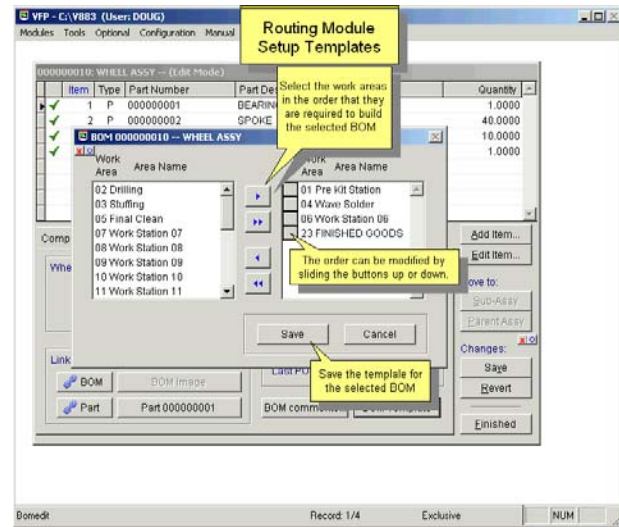 VFP - C:\V883 (User: DOUG)
Modules Tools Optional Configuration Manual
Routing Module
Setup Templates
000000010: WHEEL ASSY -- (Edit Mode)
Item Type Part Number Part Des Quantity
1 P 000000001 BEARING 1.0000
2 P 000000002 SPOKE 40.0000
10.0000
1.0000
Select the work areas
in the order that they
are required to build
the selected BOM
BOM 000000010 -- WHEEL ASSY
Work
Area Area Name
02 Drilling
03 Stuffing
05 Final Clean
07 Work Station 07
08 Work Station 08
09 Work Station 09
10 Work Station 10
11 Work Station 11
Work
Area Area Name
01 Pre Kit Station
04 Wave Solder
06 Work Station 06
23 FINISHED GOODS
The order can be modified by
sliding the buttons up or down.
Save Cancel
Save the templale for
the selected BOM
Comp
Whe
Link
BOM BOM Image
Part Part 000000001
Last PO
BOM comments
Add Item...
Edit Item...
ove to:
Sub-Assy
Parent Assy
Changes:
Save
Revert
Finished
Bomedit Record: 1/4 Exclusive NUM